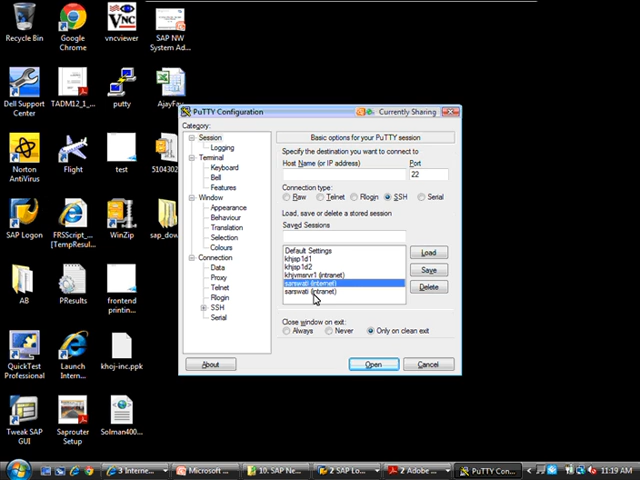 Recycle Bin
Google Chrome
vncviewer
SAP NW System Ad...
Dell Support Center
TADM12_1...
putty
AjayFay
Norton AntiVirus
Flight
test
5104302
SAP Logon
FRSScript_... [TempResul...
WinZip
sap_dow
AB
PResults
frontend printing
QuickTest Professional
Launch Intern...
khoj-inc.ppk
Tweak SAP GUI
Saprouter Setup
Solman400...
PuTTY Configuration
Currently Sharing
Category:
Session
Logging
Terminal
Keyboard
Bell
Features
Window
Appearance
Behaviour
Translation
Selection
Colours
Connection
Data
Proxy
Telnet
Rlogin
SSH
Serial
Basic options for your PuTTY session
Specify the destination you want to connect to
Host Name (or IP address)
Port
22
Connection type:
Raw
Telnet
Rlogin
SSH
Serial
Load, save or delete a stored session
Saved Sessions
Default Settings
khjsp1d1
khjsp1d2
khjvmsrvr1 (intranet)
sarswati (internet)
sarswati (intranet)
Load
Save
Delete
Close window on exit:
Always
Never
Only on clean exit
About
Open
Cancel
3 Interne...
Microsoft ...
10. SAP Ne...
2 SAP Lo...
2 Adobe ...
PuTTY Con...
11:19 AM